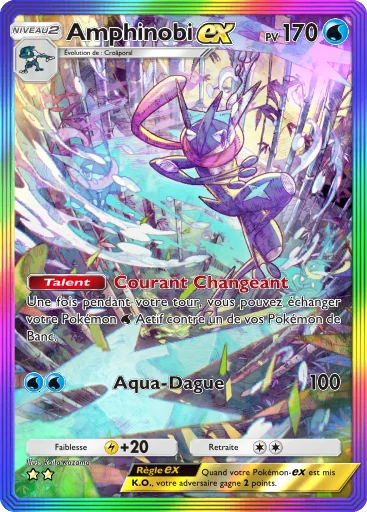 NIVEAU2
Amphinobi ex
PV 170
Évolution de : Croâporal
Talent Courant Changeant
Une fois pendant votre tour, vous pouvez échanger
votre Pokémon Actif contre un de vos Pokémon de
Banc.
Aqua-Dague 100
Faiblesse +20 Retraite
Règle ex Quand votre Pokémon-ex est mis
K.O., votre adversaire gagne 2 points.